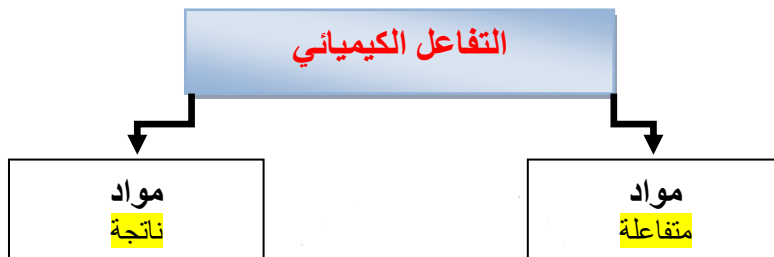 التفاعل الكيميائي
مواد
متفاعلة
مواد
ناتجة